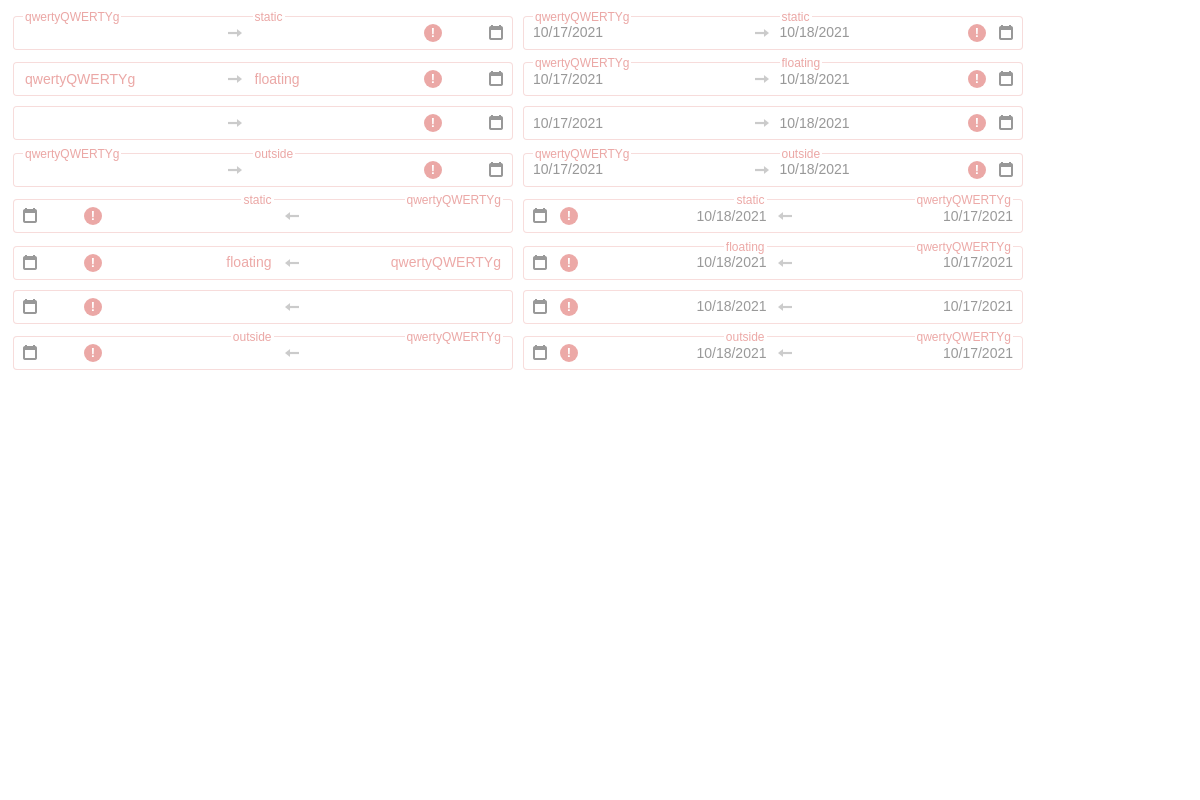 qwertyQWERTYg static qwertyQWERTYg static
! 10/17/2021 10/18/2021 !
qwertyQWERTYg floating
qwertyQWERTYg floating ! 10/17/2021 10/18/2021 !
! 10/17/2021 10/18/2021 !
qwertyQWERTYg outside qwertyQWERTYg outside
! 10/17/2021 10/18/2021 !
static qwertyQWERTYg static qwertyQWERTYg
! ! 10/18/2021 10/17/2021
floating qwertyQWERTYg
! floating qwertyQWERTYg ! 10/18/2021 10/17/2021
! ! 10/18/2021 10/17/2021
outside qwertyQWERTYg outside qwertyQWERTYg
! ! 10/18/2021 10/17/2021